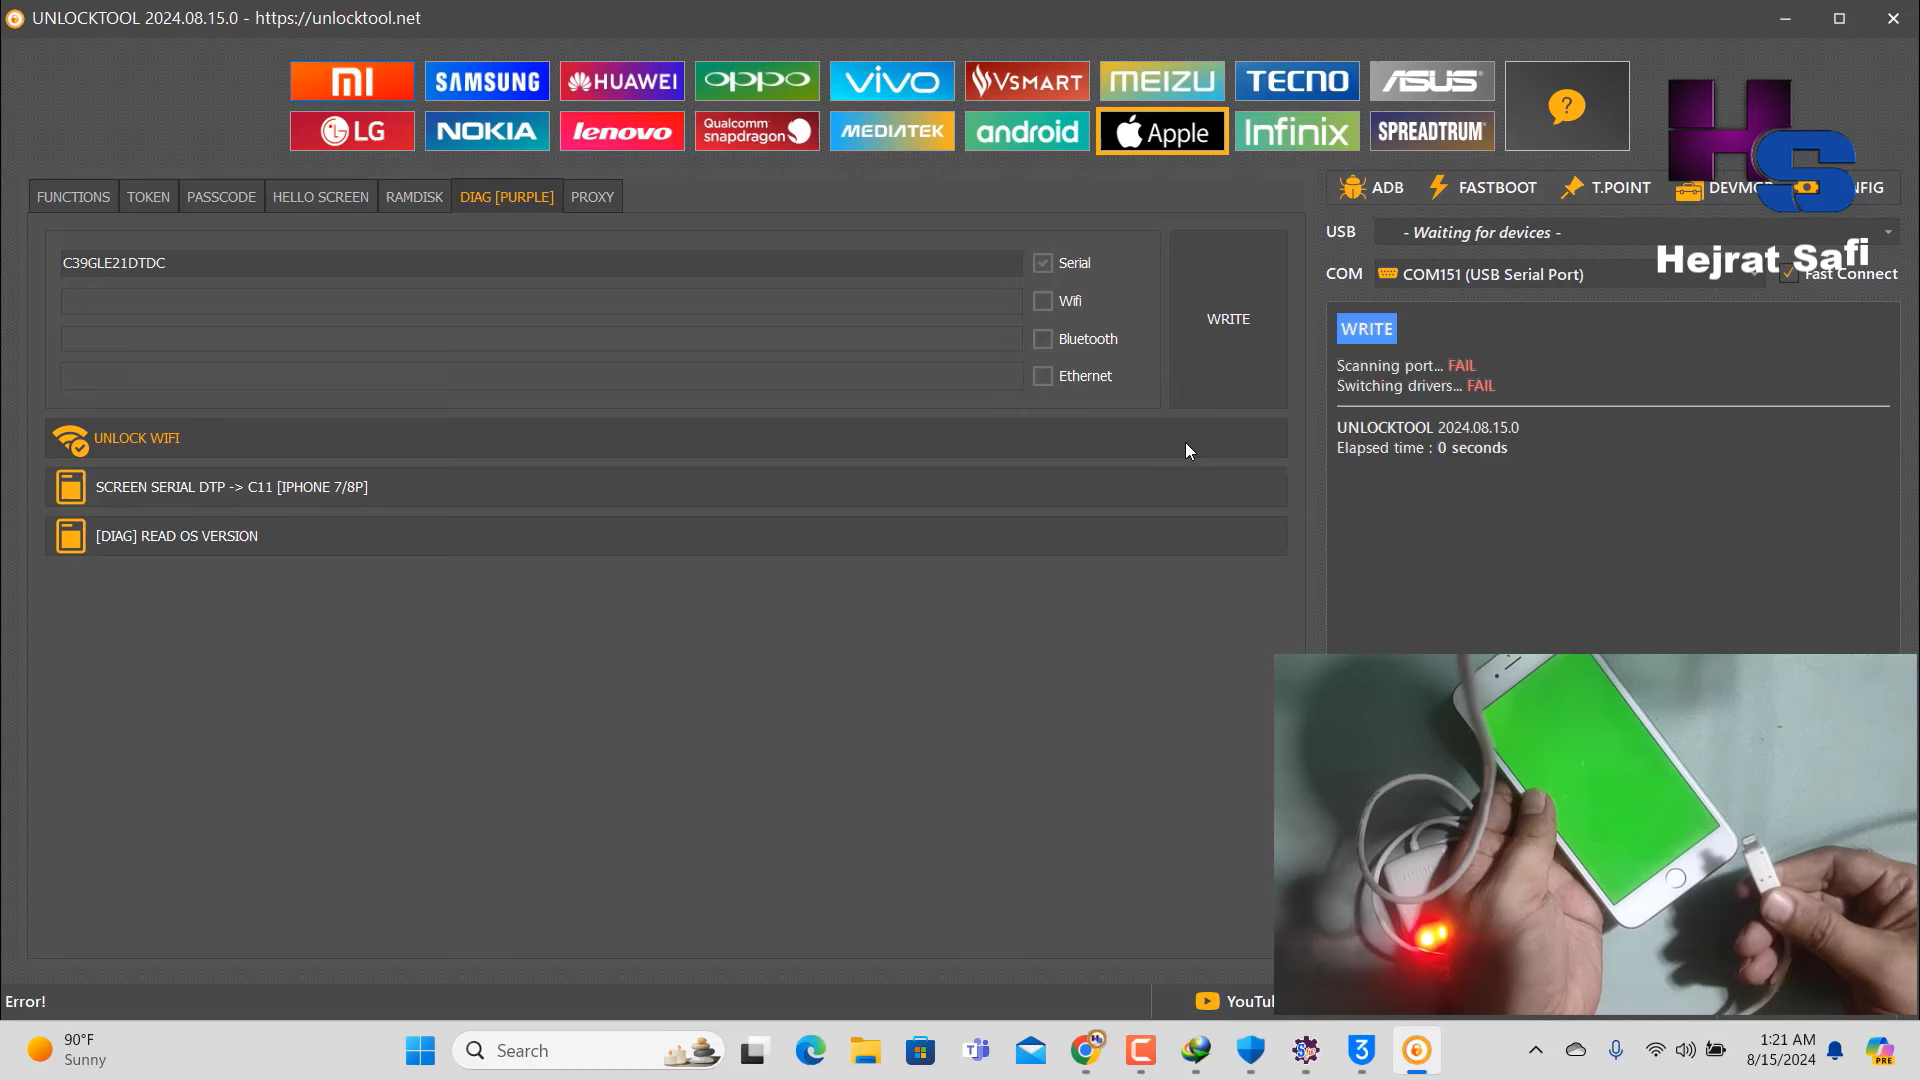 UNLOCKTOOL 2024.08.15.0 - https://unlocktool.net
MI
SAMSUNG
HUAWEI
oppo
vivo
VSMART
MEIZU
TECNO
ASUS
?
LG
NOKIA
lenovo
Qualcomm snapdragon
MEDIATEK
android
Apple
Infinix
SPREADTRUM
HS
Hejrat Safi
FUNCTIONS
TOKEN
PASSCODE
HELLO SCREEN
RAMDISK
DIAG [PURPLE]
PROXY
ADB
FASTBOOT
T.POINT
USB
- Waiting for devices -
COM
COM151 (USB Serial Port)
Fast Connect
C39GLE21DTDC
Serial
Wifi
Bluetooth
Ethernet
WRITE
UNLOCK WIFI
SCREEN SERIAL DTP -> C11 [IPHONE 7/8P]
[DIAG] READ OS VERSION
WRITE
Scanning port... FAIL
Switching drivers... FAIL
UNLOCKTOOL 2024.08.15.0
Elapsed time : 0 seconds
Error!
90°F
Sunny
Search
3
1:21 AM
8/15/2024
PRE